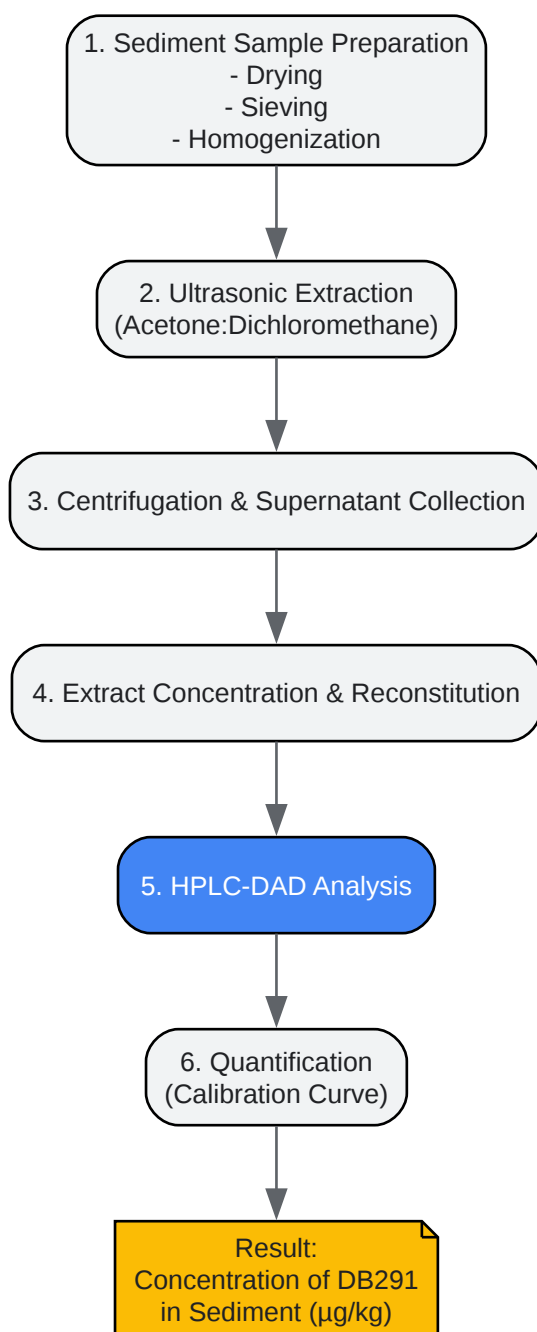 1. Sediment Sample Preparation
- Drying
- Sieving
- Homogenization
2. Ultrasonic Extraction
(Acetone:Dichloromethane)
3. Centrifugation & Supernatant Collection
4. Extract Concentration & Reconstitution
5. HPLC-DAD Analysis
6. Quantification
(Calibration Curve)
Result:
Concentration of DB291
in Sediment (µg/kg)